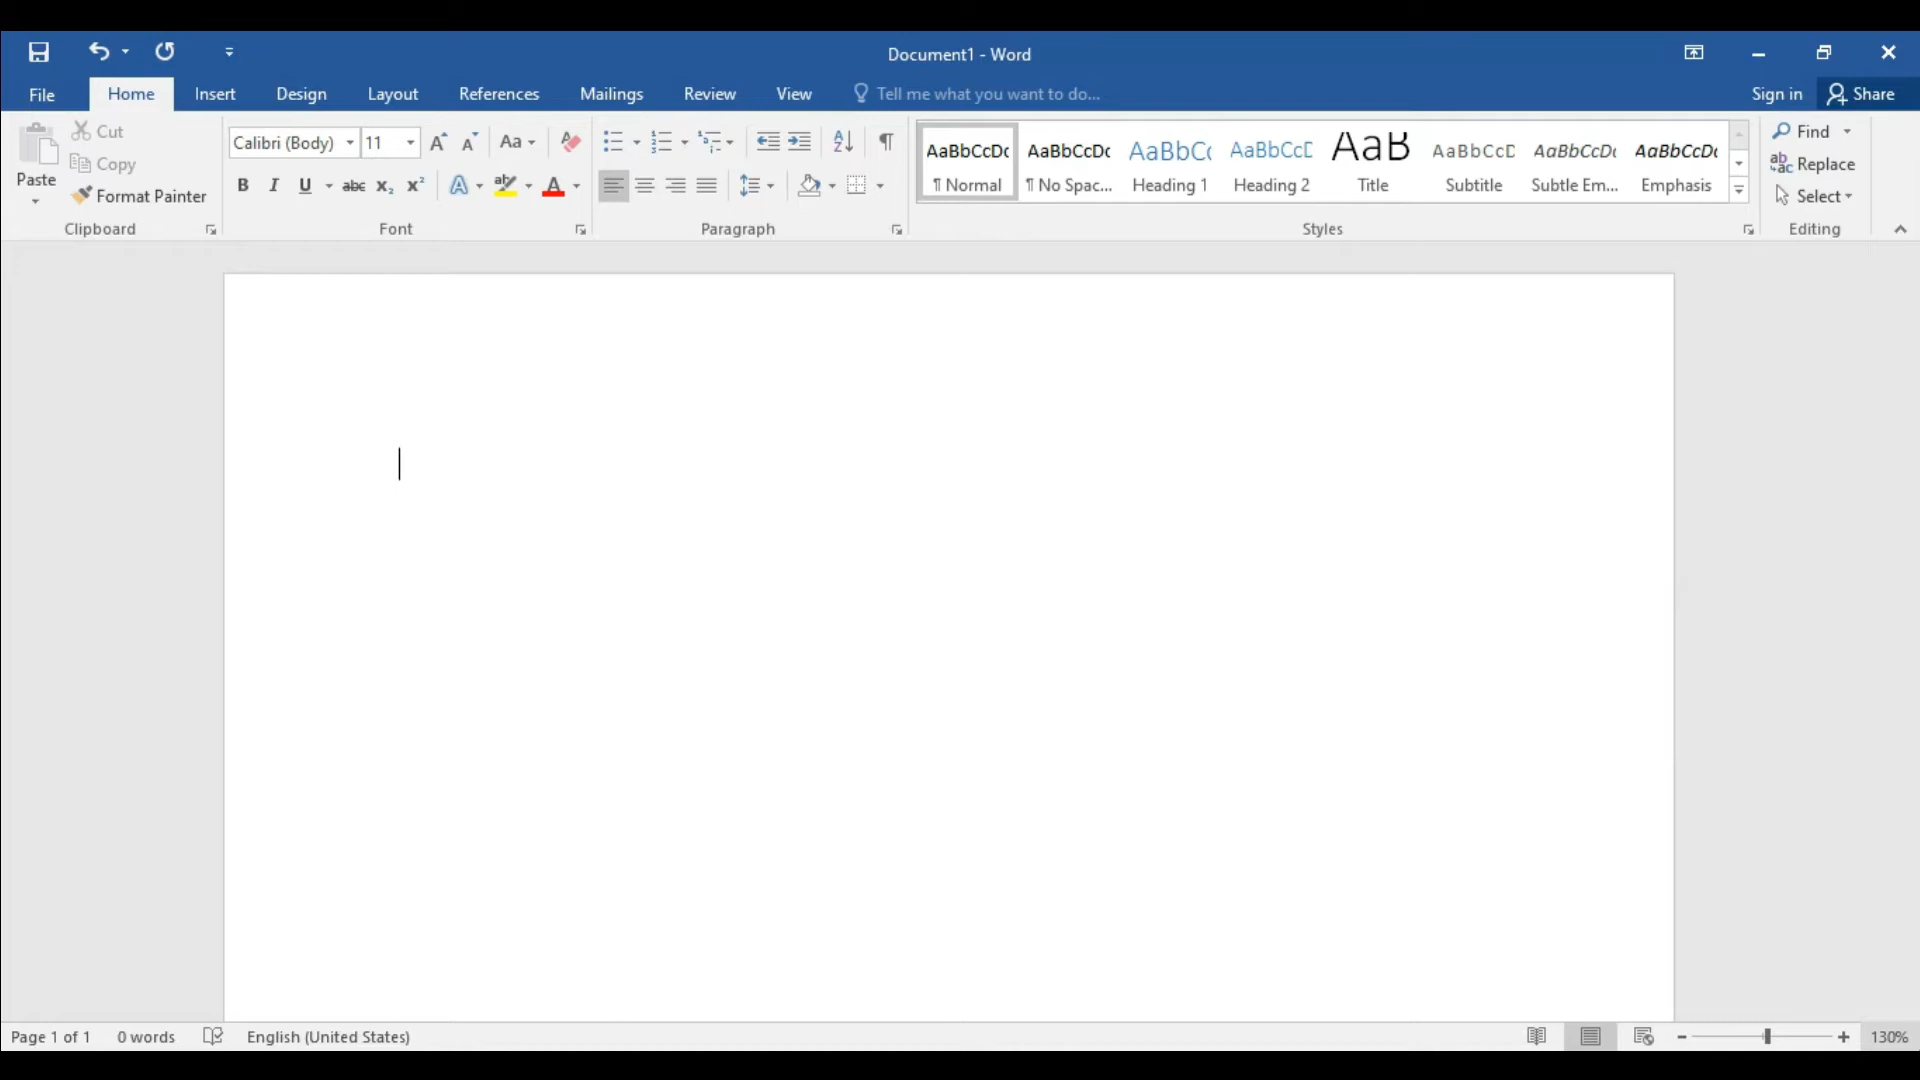 Document1 - Word
File Home Insert Design Layout References Mailings Review View Tell me what you want to do... Sign in Share
Paste
Cut
Copy
Format Painter
Clipboard
Calibri (Body) 11 Aa
B I U abc X₂ X² A aby A
Font
Paragraph
AaBbCcDc AaBbCcDc AaBbCc AaBbCcD AaB AaBbCcD AaBbCcDc AaBbCcDc
¶ Normal ¶ No Spac... Heading 1 Heading 2 Title Subtitle Subtle Em... Emphasis
Styles
Find
Replace
Select
Editing
Page 1 of 1 0 words English (United States) 130%